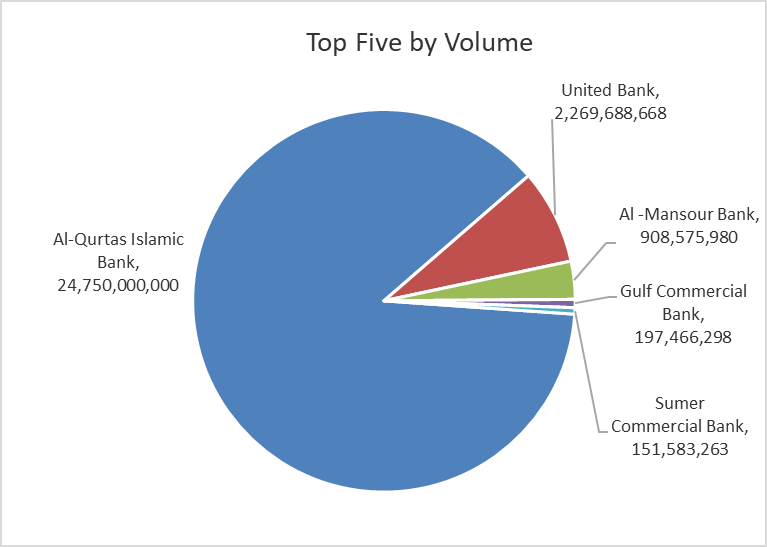 Top Five by Volume
United Bank,
2,269,688,668
Al -Mansour Bank,
908,575,980
Al-Qurtas Islamic
Bank,
24,750,000,000
Gulf Commercial
Bank,
197,466,298
Sumer
Commercial Bank,
151,583,263